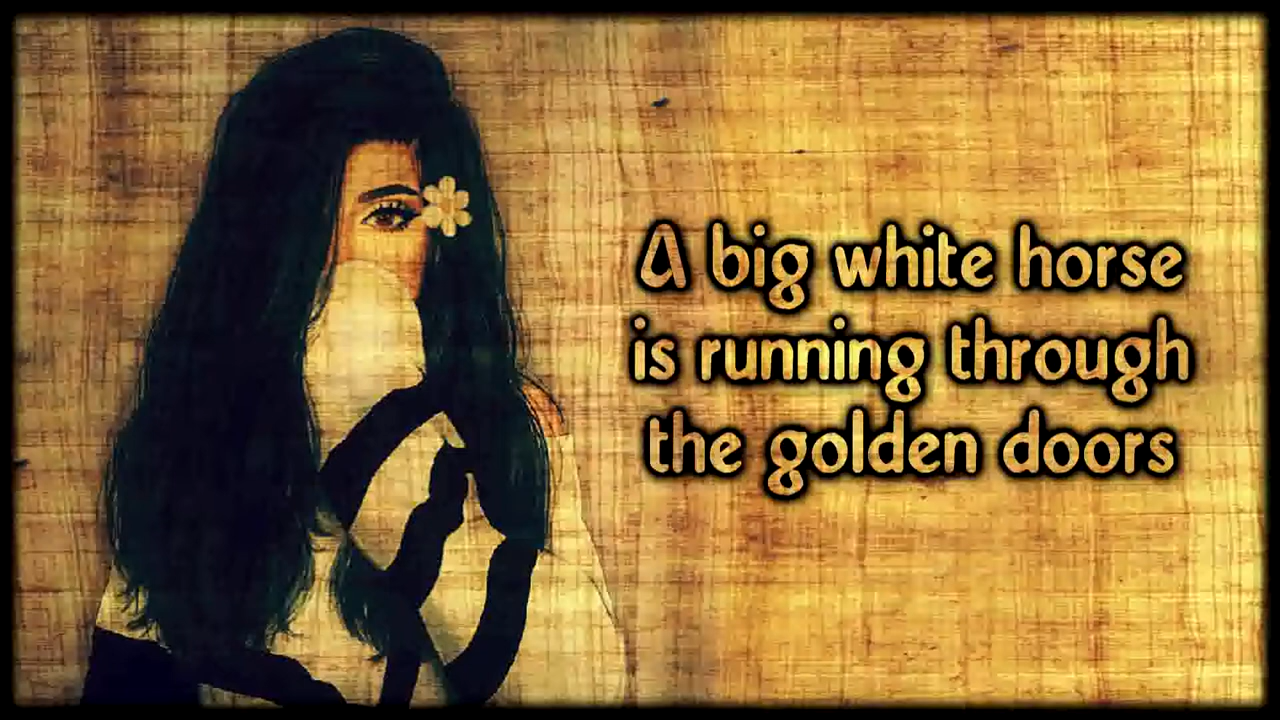 A big white horse
is running through
the golden doors